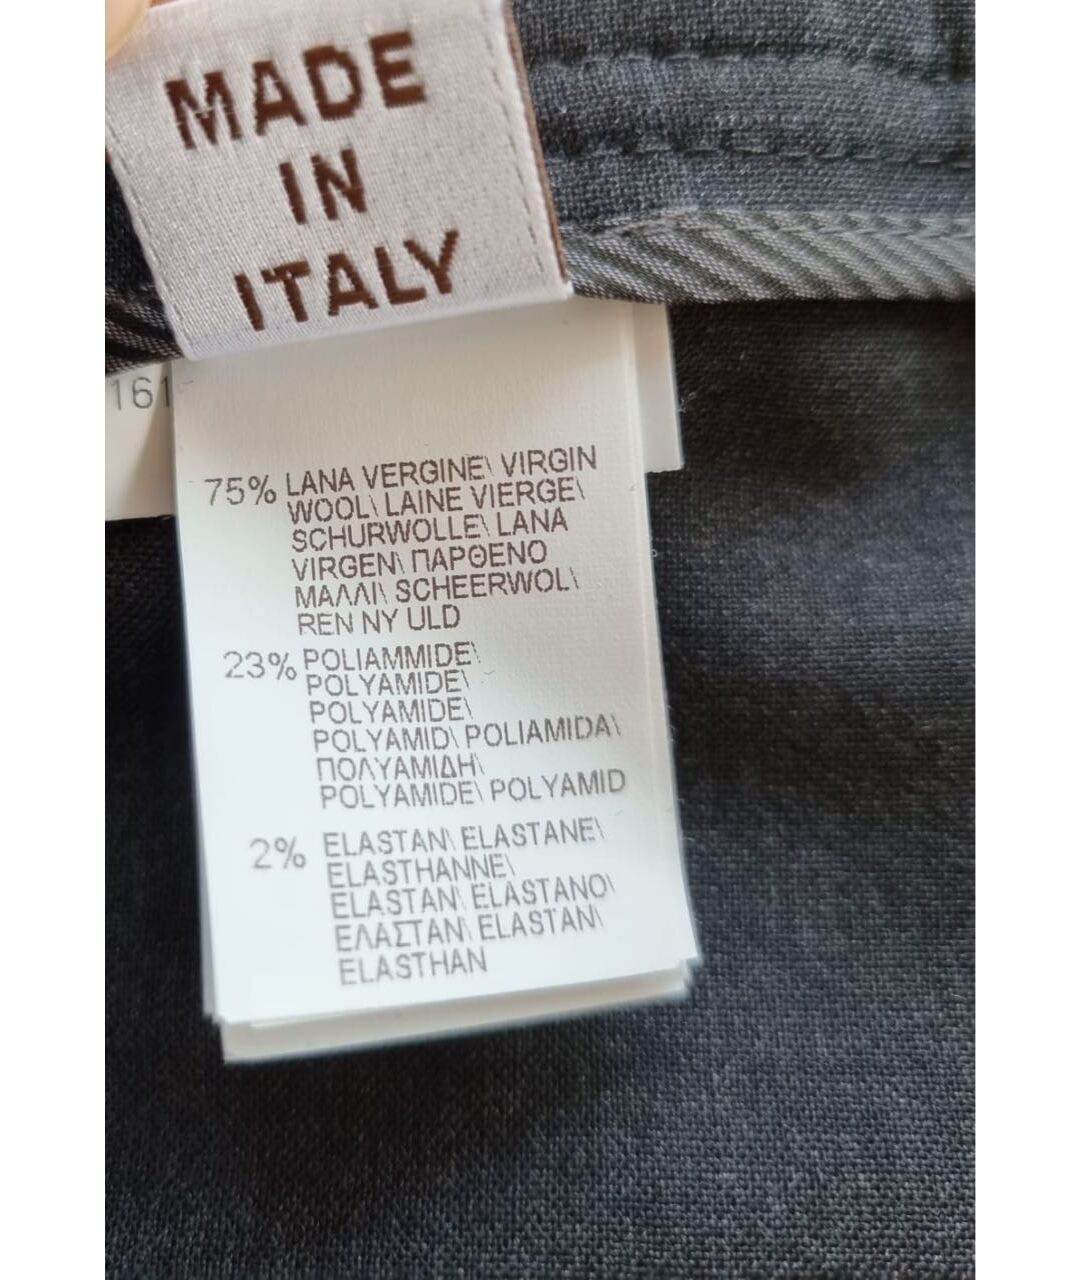 MADE
IN
ITALY
161
75% LANA VERGINE\ VIRGIN
WOOL\ LAINE VIERGE\
SCHURWOLLE\ LANA
VIRGEN\ ΠΑΡΘΕΝΟ
ΜΑΛΛΙ\ SCHEERWOL\
REN NY ULD
23% POLIAMMIDE\
POLYAMIDE\
POLYAMIDE\
POLYAMID\ POLIAMIDA\
ΠΟΛΥΑΜΙΔΗ\
POLYAMIDE\ POLYAMID
2% ELASTAN\ ELASTANE\
ELASTHANNE\
ELASTAN\ ELASTANO\
ΕΛΑΣΤΑΝ\ ELASTAN\
ELASTHAN